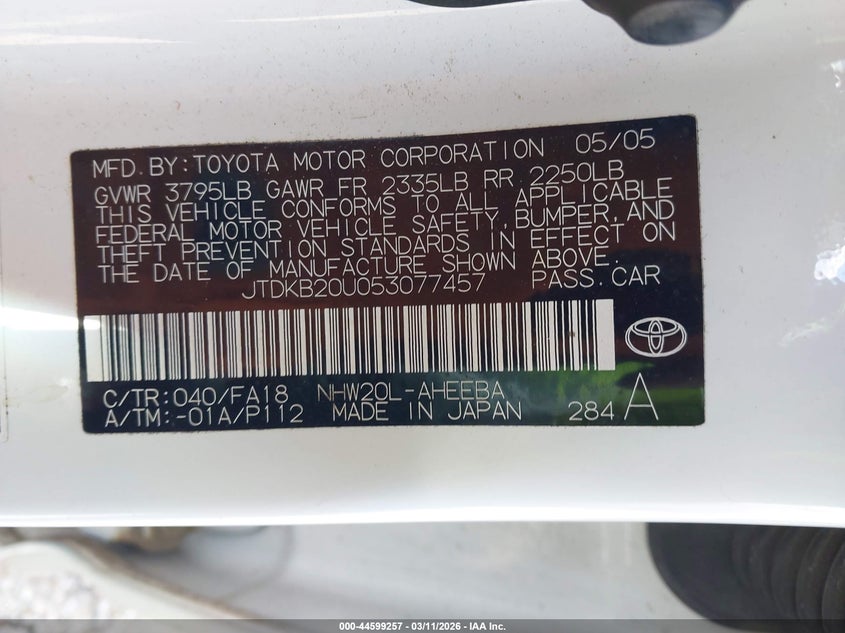 MFD.BY:TOYOTA MOTOR CORPORATION 05/05
GVWR 3795LB GAWR FR 2335LB RR 2250LB
THIS VEHICLE CONFORMS TO ALL APPLICABLE
FEDERAL MOTOR VEHICLE SAFETY,BUMPER,AND
THEFT PREVENTION STANDARDS IN EFFECT ON
THE DATE OF MANUFACTURE SHOWN ABOVE.
JTDKB20U053077457 PASS.CAR
C/TR:040/FA18 NHW20L-AHEEBA
A/TM:-01A/P112 MADE IN JAPAN 284 A
000-44599257 - 03/11/2026 - IAA Inc.